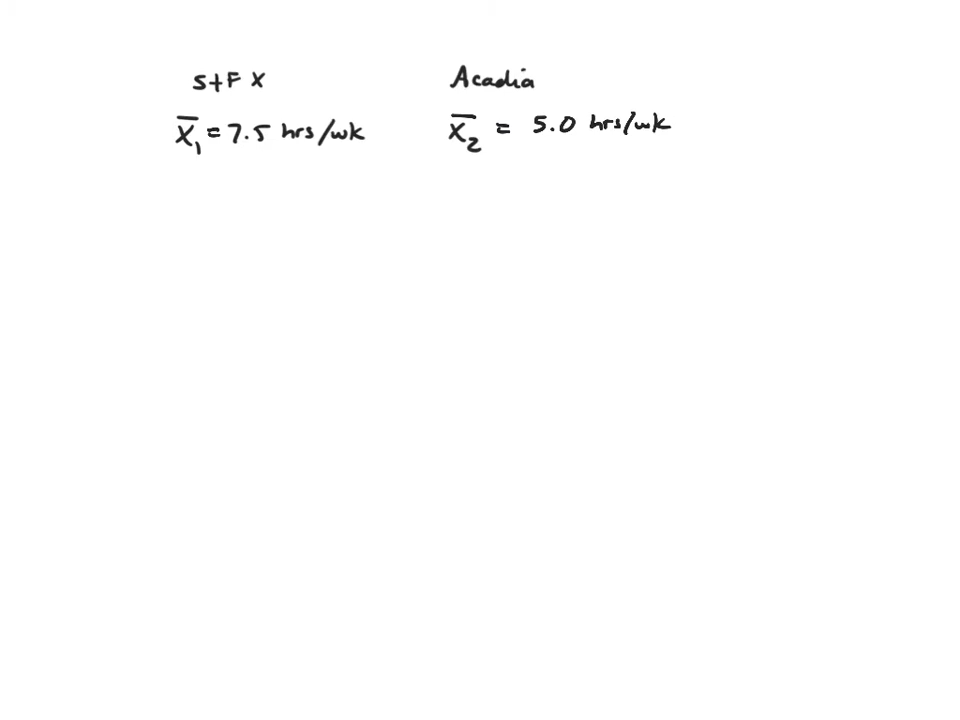 StFX Acadia
X̄₁ = 7.5 hrs/wk X̄₂ = 5.0 hrs/wk